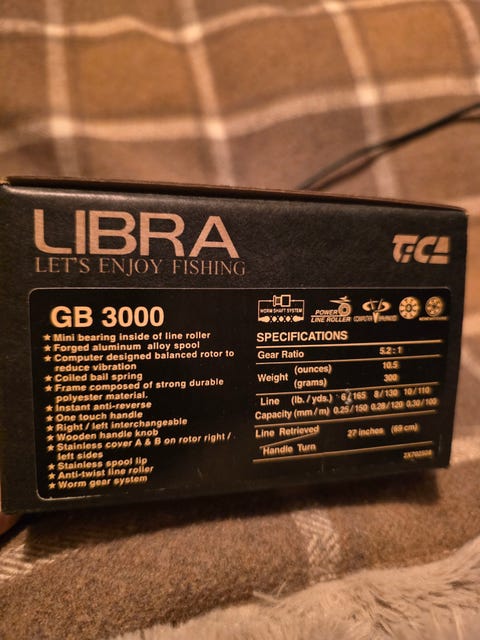 LIBRA
LET'S ENJOY FISHING
TiCA
GB 3000
★ Mini bearing inside of line roller
★ Forged aluminum alloy spool
★ Computer designed balanced rotor to
reduce vibration
★ Coiled bail spring
★ Frame composed of strong durable
polyester material.
★ Instant anti-reverse
★ One touch handle
★ Right / left interchangeable
★ Wooden handle knob
★ Stainless cover A & B on rotor right /
left sides
★ Stainless spool lip
★ Anti-twist line roller
★ Worm gear system
WORM SHAFT SYSTEM
POWER
LINE ROLLER
COMPUTER BALANCED
SPECIFICATIONS
Gear Ratio 5.2 : 1
Weight (ounces) 10.5
(grams) 300
Line (lb. / yds.) 6/165 8/130 10/110
Capacity (mm / m) 0.25/150 0.28/120 0.30/100
Line Retrieved 27 inches (69 cm)
Handle Turn